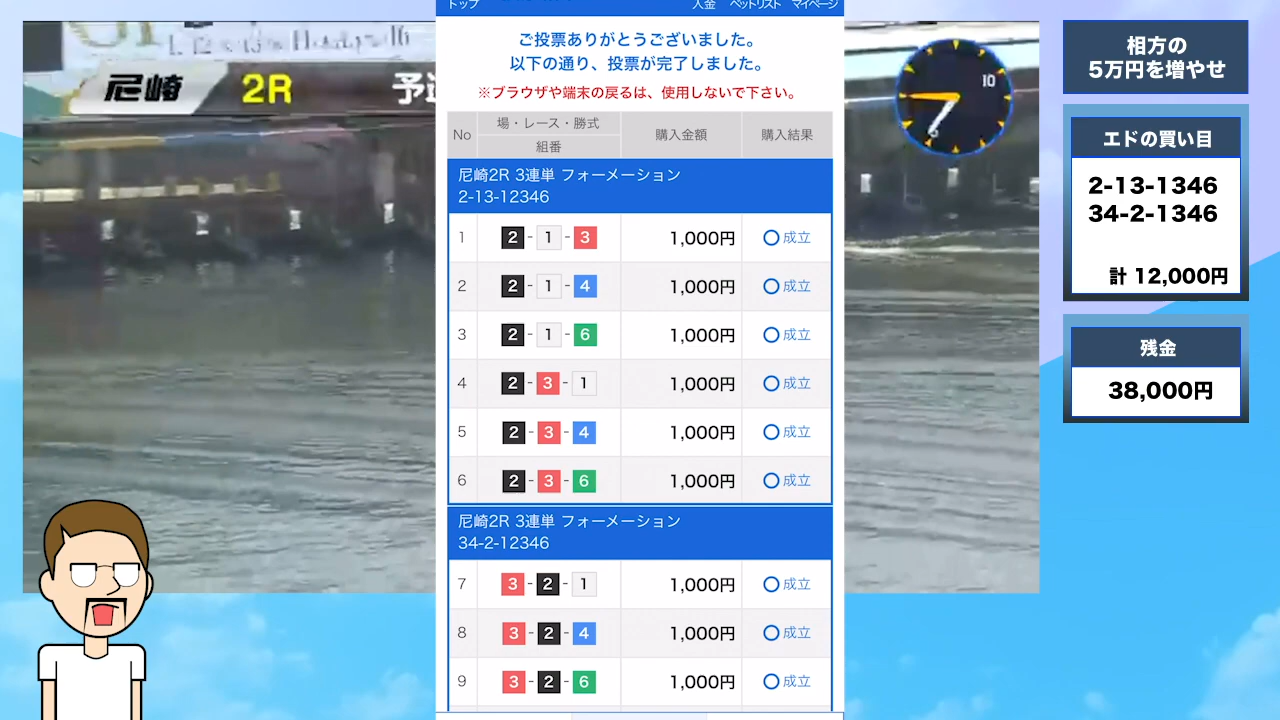 トップ
入金 ベットリスト マイページ
ご投票ありがとうございました。
以下の通り、投票が完了しました。
※ブラウザや端末の戻るは、使用しないで下さい。
No
場・レース・勝式
組番
購入金額
購入結果
尼崎2R 3連単 フォーメーション
2-13-12346
1 2-1-3 1,000円 成立
2 2-1-4 1,000円 成立
3 2-1-6 1,000円 成立
4 2-3-1 1,000円 成立
5 2-3-4 1,000円 成立
6 2-3-6 1,000円 成立
尼崎2R 3連単 フォーメーション
34-2-12346
7 3-2-1 1,000円 成立
8 3-2-4 1,000円 成立
9 3-2-6 1,000円 成立
尼崎 2R 予
10
相方の
5万円を増やせ
エドの買い目
2-13-1346
34-2-1346
計 12,000円
残金
38,000円